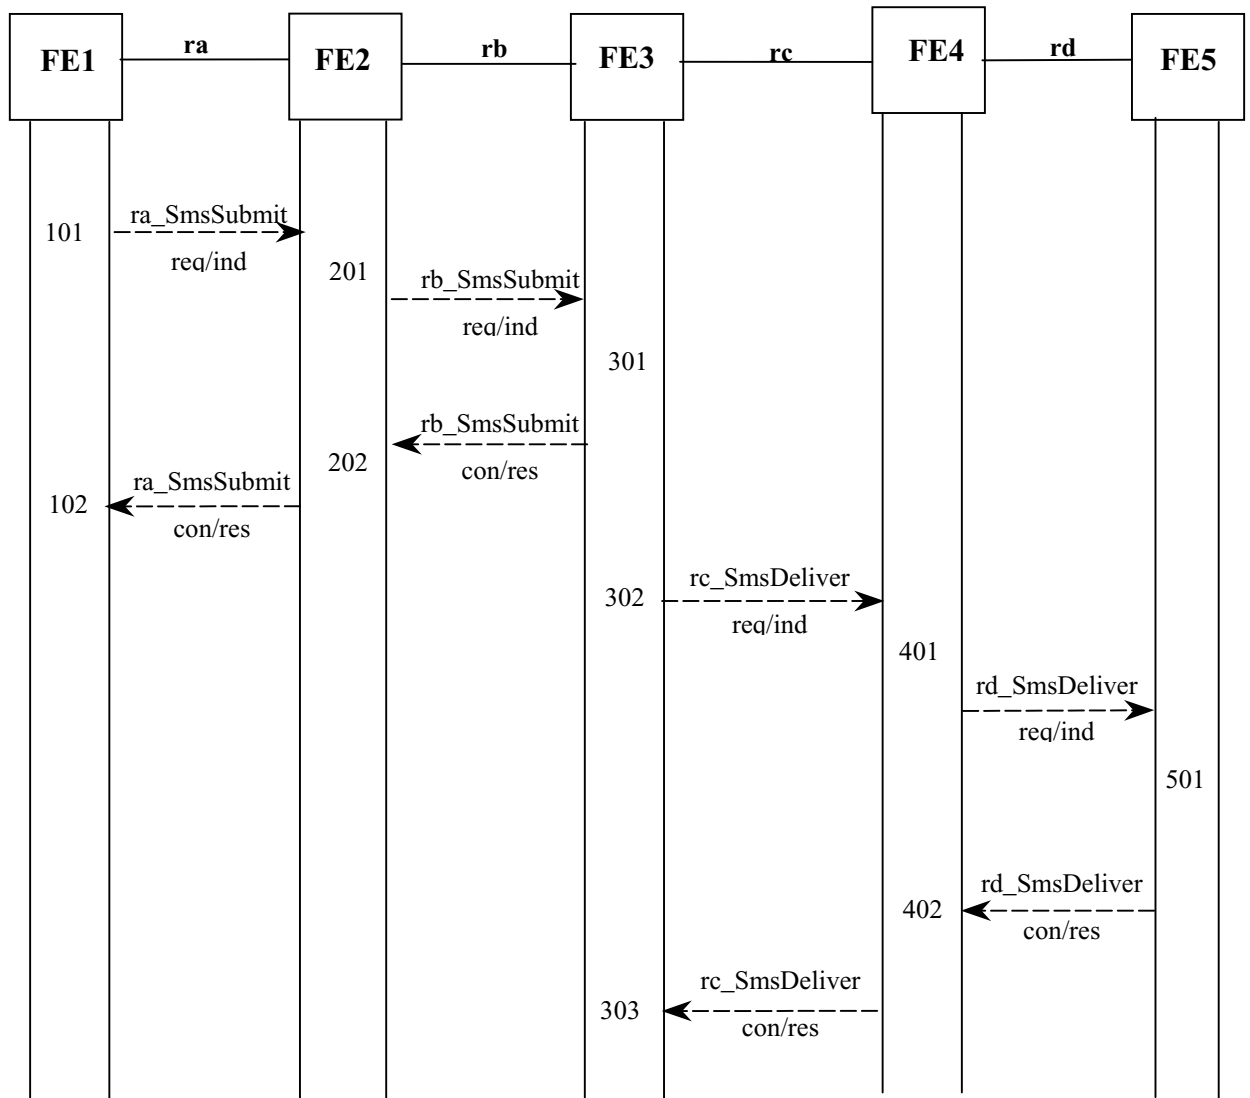 FE1
ra
FE2
rb
FE3
rc
FE4
rd
FE5
101
ra_SmsSubmit
req/ind
201
rb_SmsSubmit
req/ind
301
rb_SmsSubmit
con/res
202
ra_SmsSubmit
con/res
102
302
rc_SmsDeliver
req/ind
401
rd_SmsDeliver
req/ind
501
rd_SmsDeliver
con/res
402
rc_SmsDeliver
con/res
303